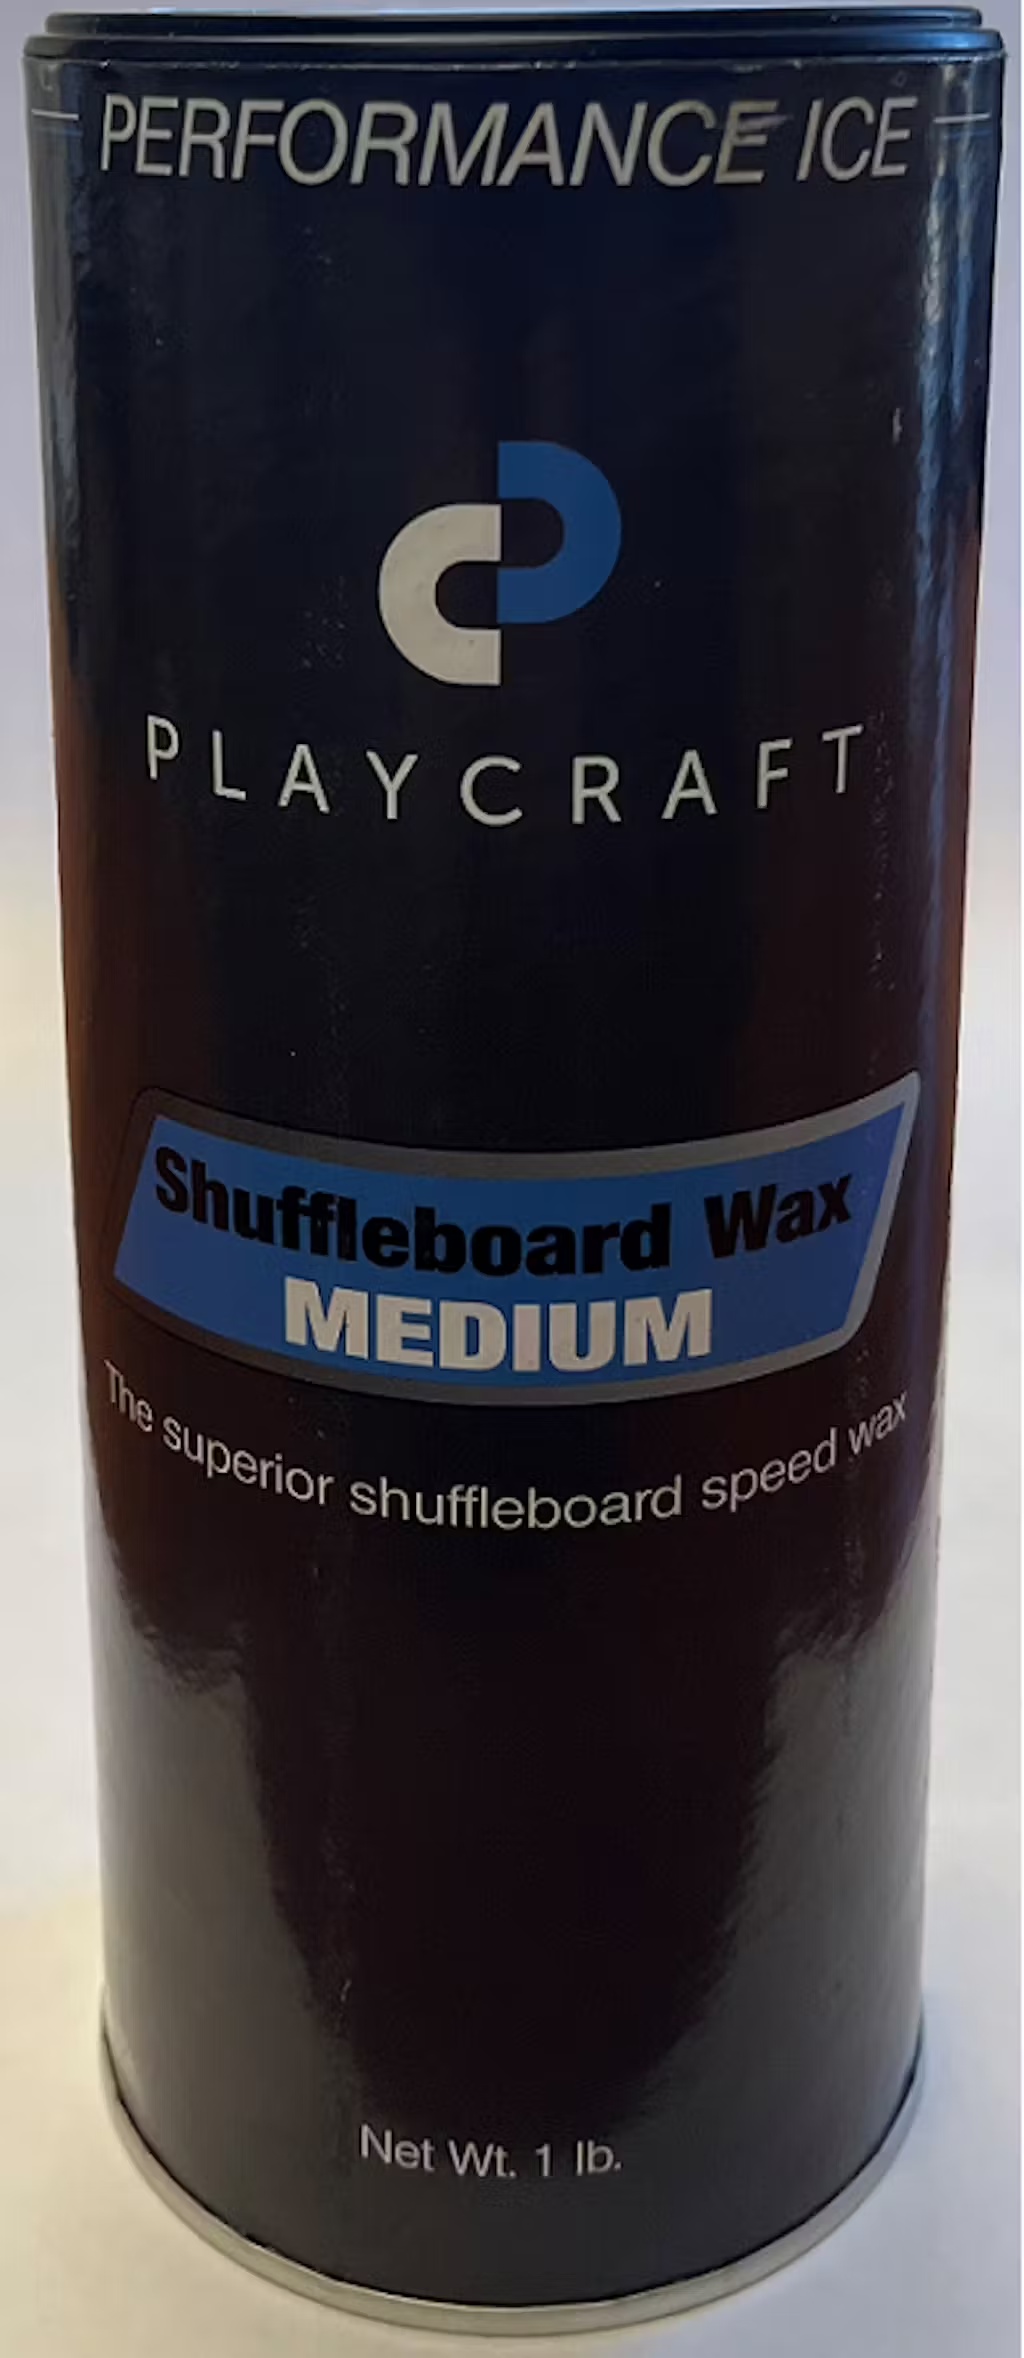 PERFORMANCE ICE
PLAYCRAFT
Shuffleboard Wax
MEDIUM
The superior shuffleboard speed wax
Net Wt. 1 lb.